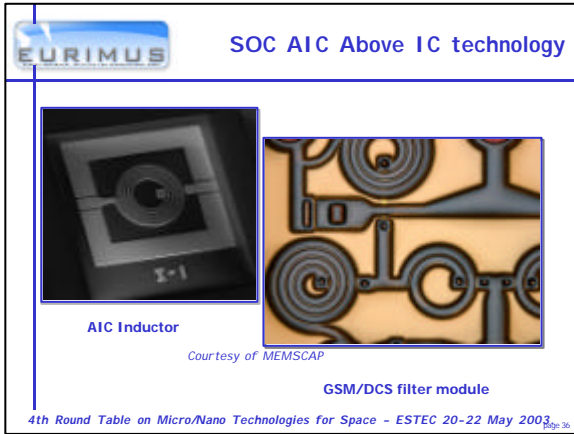 EURIMUS
SOC AIC Above IC technology
I-1
AIC Inductor
Courtesy of MEMSCAP
GSM/DCS filter module
4th Round Table on Micro/Nano Technologies for Space - ESTEC 20-22 May 2003.
page 36